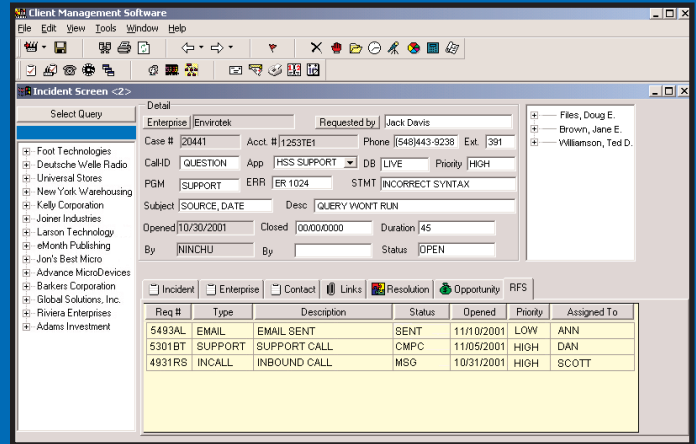 Client Management Software
File Edit View Tools Window Help
Incident Screen <2>
Select Query
Foot Technologies
Deutsche Welle Radio
Universal Stores
New York Warehousing
Kelly Corporation
Joiner Industries
Larson Technology
eMonth Publishing
Jon's Best Micro
Advance MicroDevices
Barkers Corporation
Global Solutions, Inc.
Riviera Enterprises
Adams Investment
Detail
Enterprise Envirotek Requested by Jack Davis
Case # 20441 Acct. # 1253TE1 Phone (548)443-9238 Ext. 391
Call-ID QUESTION App HSS SUPPORT DB LIVE Priority HIGH
PGM SUPPORT ERR ER 1024 STMT INCORRECT SYNTAX
Subject SOURCE, DATE Desc QUERY WON'T RUN
Opened 10/30/2001 Closed 00/00/0000 Duration 45
By NINCHU By Status OPEN
Files, Doug E.
Brown, Jane E.
Williamson, Ted D.
Incident Enterprise Contact Links Resolution Opportunity RFS
Req # Type Description Status Opened Priority Assigned To
5493AL EMAIL EMAIL SENT SENT 11/10/2001 LOW ANN
5301BT SUPPORT SUPPORT CALL CMPC 11/05/2001 HIGH DAN
4931RS INCALL INBOUND CALL MSG 10/31/2001 HIGH SCOTT